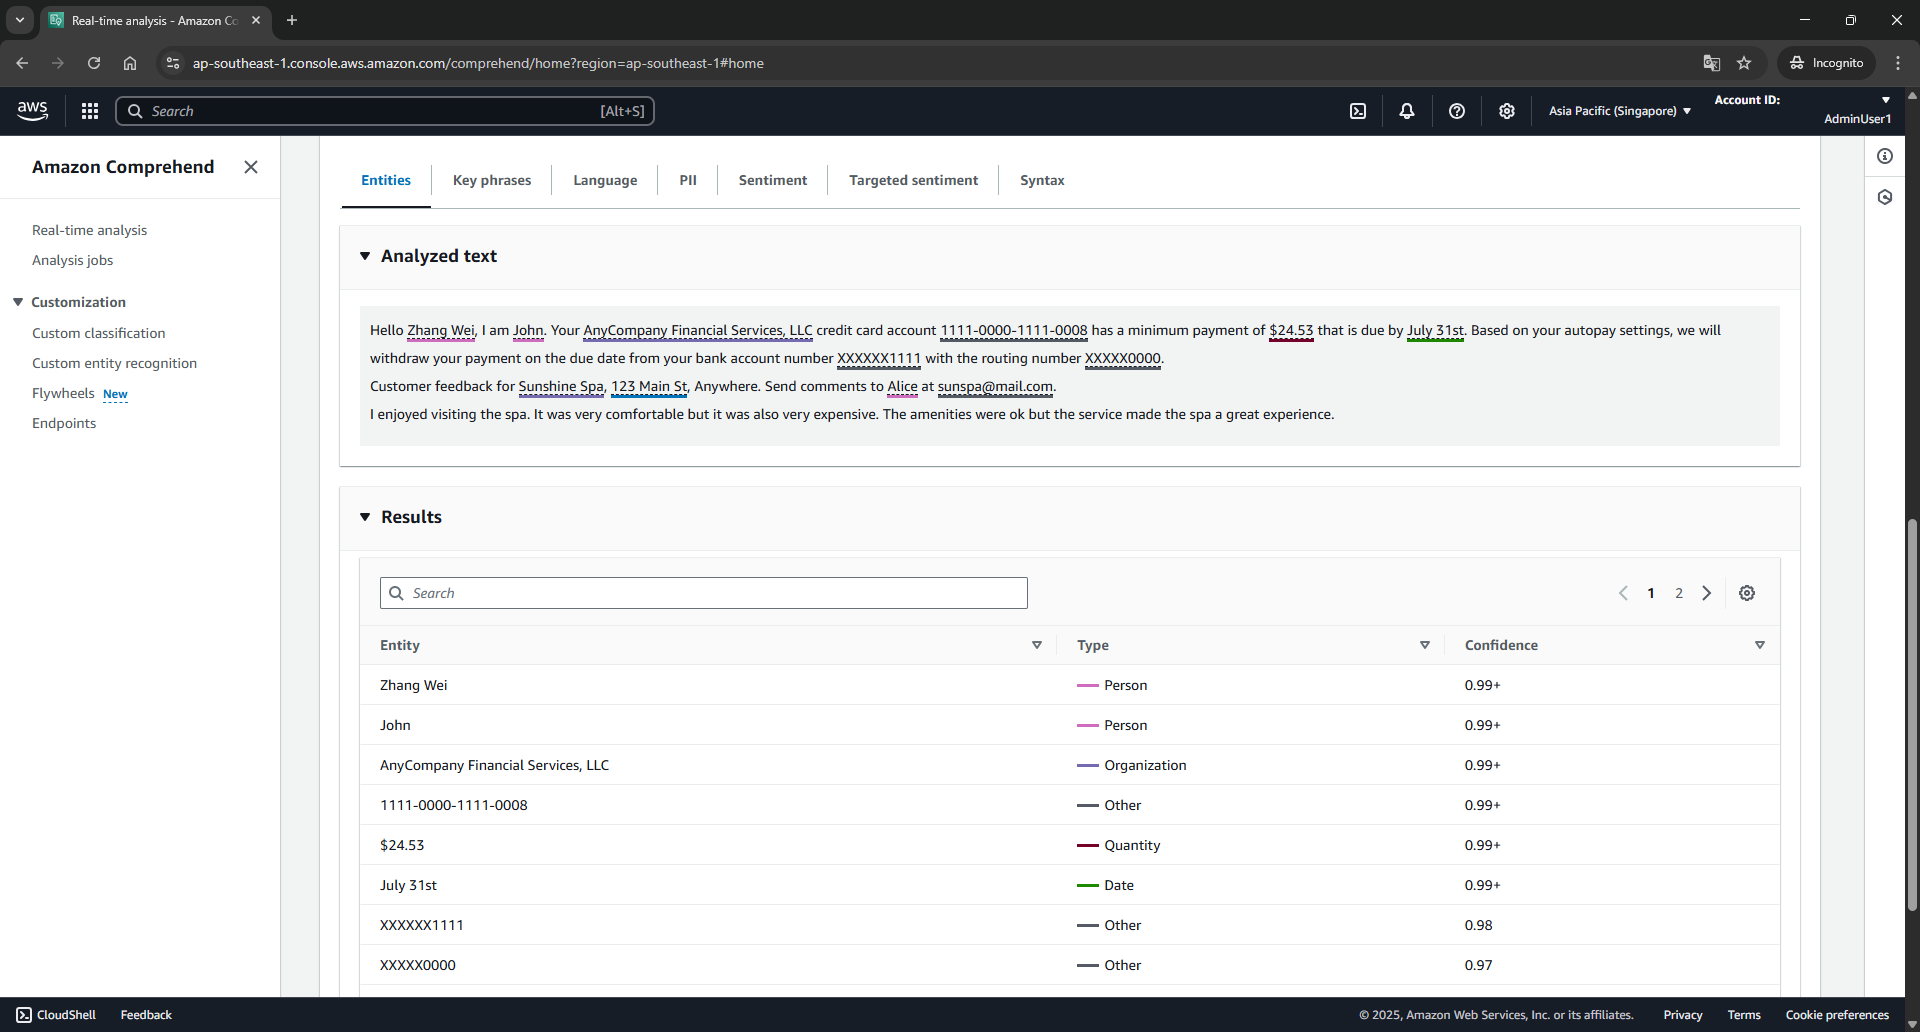 Real-time analysis - Amazon Co
ap-southeast-1.console.aws.amazon.com/comprehend/home?region=ap-southeast-1#home
Incognito
aws
Search
[Alt+S]
Asia Pacific (Singapore)
Account ID:
AdminUser1
Amazon Comprehend
Real-time analysis
Analysis jobs
Customization
Custom classification
Custom entity recognition
Flywheels New
Endpoints
Entities Key phrases Language PII Sentiment Targeted sentiment Syntax
Analyzed text
Hello Zhang Wei, I am John. Your AnyCompany Financial Services, LLC credit card account 1111-0000-1111-0008 has a minimum payment of $24.53 that is due by July 31st. Based on your autopay settings, we will
withdraw your payment on the due date from your bank account number XXXXXX1111 with the routing number XXXXX0000.
Customer feedback for Sunshine Spa, 123 Main St, Anywhere. Send comments to Alice at sunspa@mail.com.
I enjoyed visiting the spa. It was very comfortable but it was also very expensive. The amenities were ok but the service made the spa a great experience.
Results
Search
1 2
Entity Type Confidence
Zhang Wei Person 0.99+
John Person 0.99+
AnyCompany Financial Services, LLC Organization 0.99+
1111-0000-1111-0008 Other 0.99+
$24.53 Quantity 0.99+
July 31st Date 0.99+
XXXXXX1111 Other 0.98
XXXXX0000 Other 0.97
CloudShell Feedback © 2025, Amazon Web Services, Inc. or its affiliates. Privacy Terms Cookie preferences